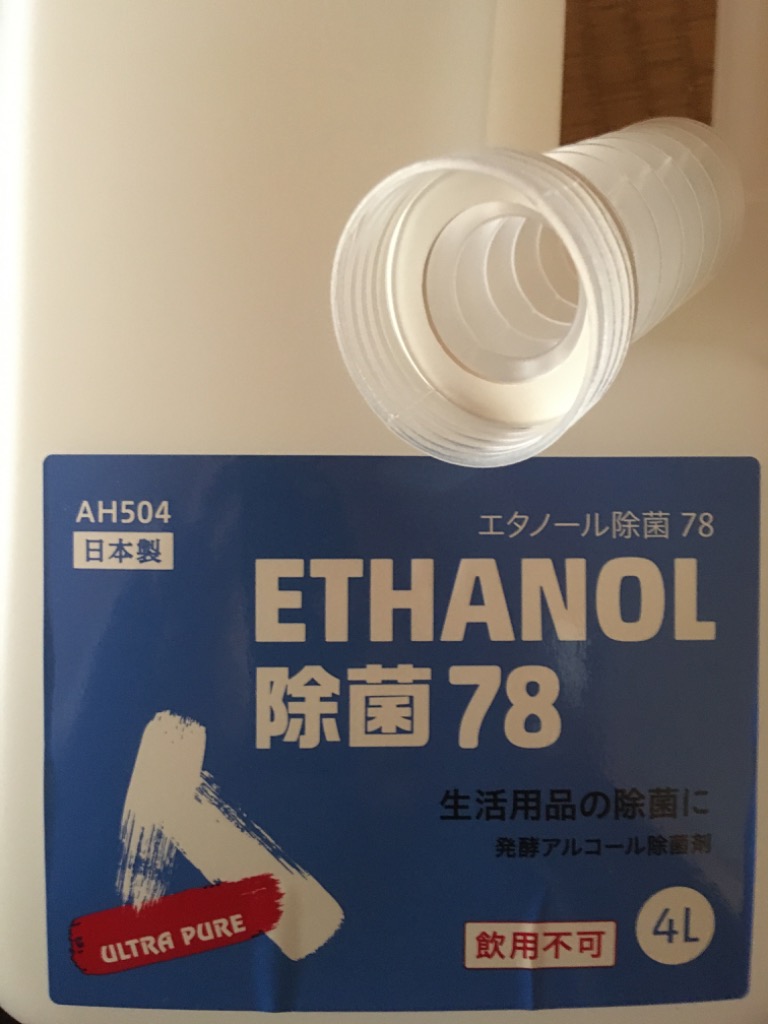 AH504
日本製
エタノール除菌 78
ETHANOL
除菌78
生活用品の除菌に
発酵アルコール除菌剤
ULTRA PURE
飲用不可
4L